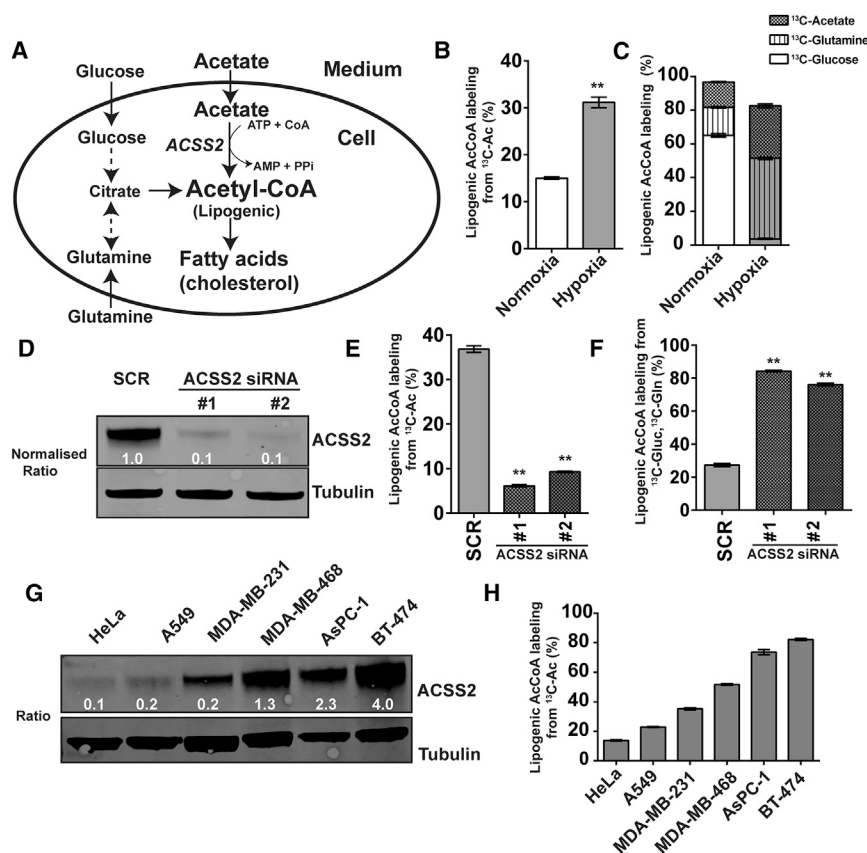 A
Glucose
Acetate
Medium
Acetate
Cell
Glucose
ACSS2
ATP + CoA
AMP + PPi
Citrate
Acetyl-CoA
(Lipogenic)
Glutamine
Fatty acids
(cholesterol)
Glutamine
B
Lipogenic AcCoA labeling
from ¹³C-Ac (%)
40
30
20
10
0
**
Normoxia
Hypoxia
C
¹³C-Acetate
¹³C-Glutamine
¹³C-Glucose
Lipogenic AcCoA labeling (%)
100
80
60
40
20
0
Normoxia
Hypoxia
D
SCR
ACSS2 siRNA
#1
#2
ACSS2
Normalised
Ratio
1.0
0.1
0.1
Tubulin
E
Lipogenic AcCoA labeling
from ¹³C-Ac (%)
40
30
20
10
0
**
**
SCR
#1
#2
ACSS2 siRNA
F
Lipogenic AcCoA labeling from
¹³C-Gluc,¹³C-Gln (%)
100
80
60
40
20
0
**
**
SCR
#1
#2
ACSS2 siRNA
G
HeLa
A549
MDA-MB-231
MDA-MB-468
AsPC-1
BT-474
ACSS2
Ratio
0.1
0.2
0.2
1.3
2.3
4.0
Tubulin
H
Lipogenic AcCoA labeling
from ¹³C-Ac (%)
100
80
60
40
20
0
HeLa
A549
MDA-MB-231
MDA-MB-468
AsPC-1
BT-474